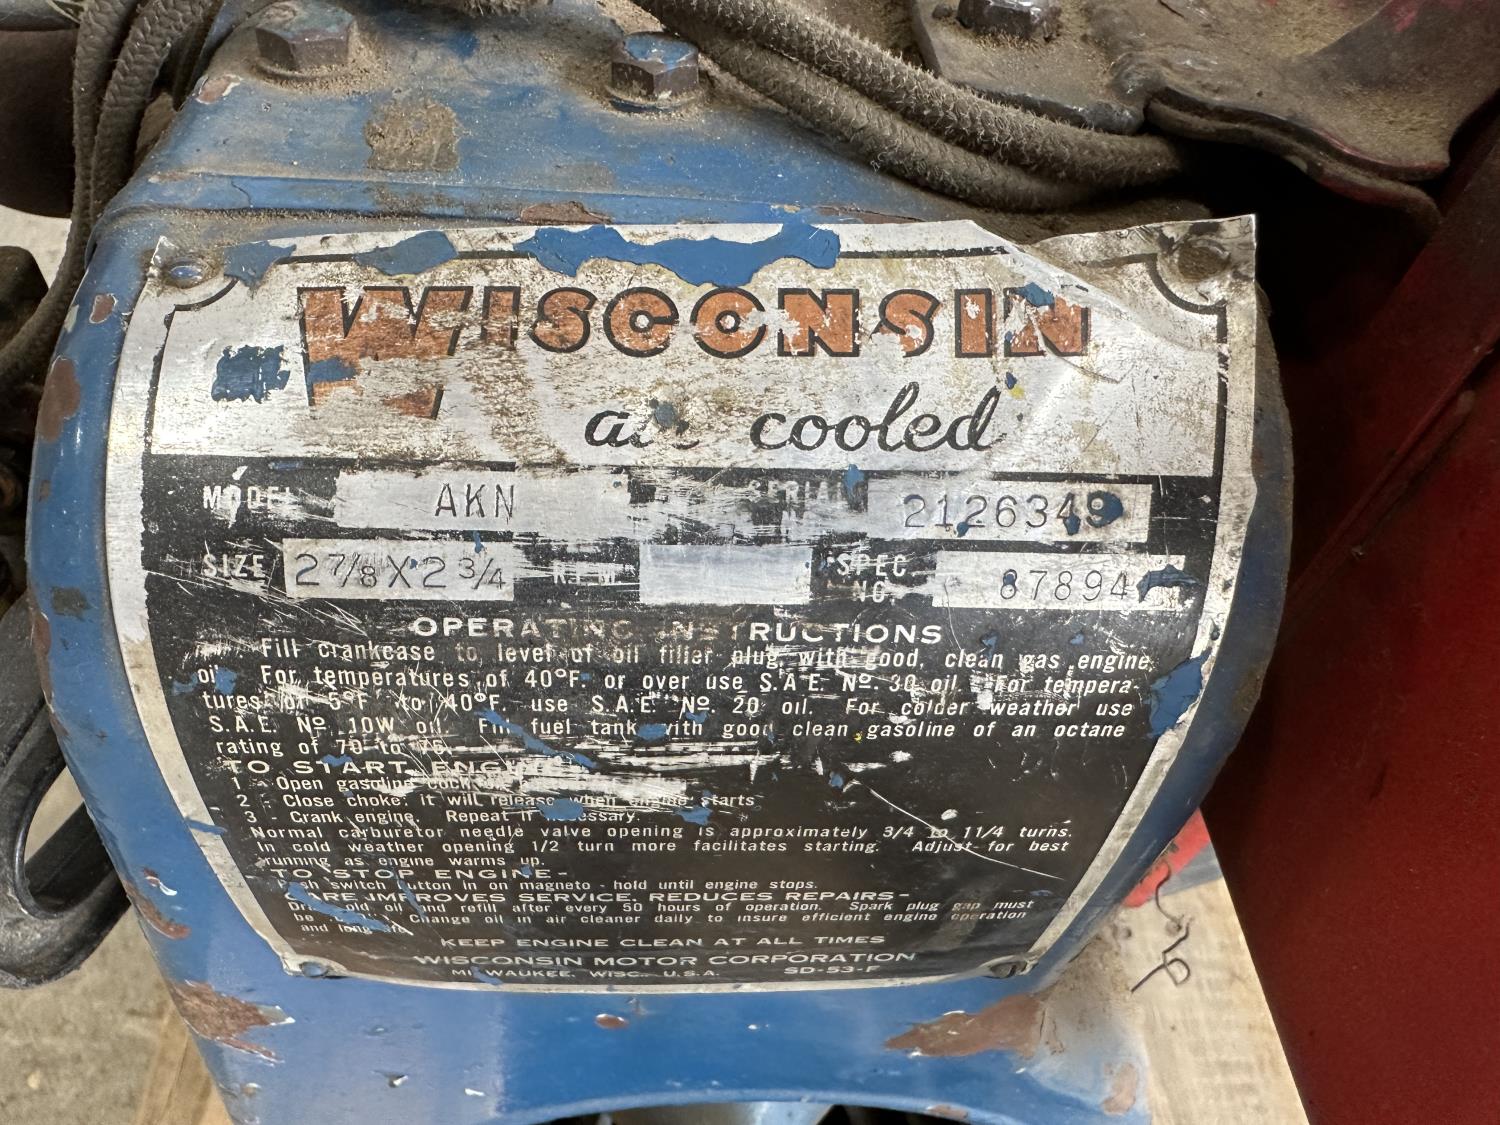 WISCONSIN
air cooled
MODEL AKN SERIAL 2126349
SIZE 2 7/8 X 2 3/4 R.P.M. SPEC. NO. 87894
OPERATING INSTRUCTIONS
Fill crankcase to level of oil filler plug, with good, clean gas engine
oil For temperatures of 40°F. or over use S.A.E. No. 30 oil. For tempera-
tures of 5°F to 40°F. use S.A.E. No. 20 oil. For colder weather use
S.A.E. No 10W oil. Fill fuel tank with good clean gasoline of an octane
rating of 70 to 75.
TO START ENGINE
1 - Open gasoline cock
2 - Close choke: it will release when engine starts
3 - Crank engine. Repeat if necessary.
Normal carburetor needle valve opening is approximately 3/4 to 1 1/4 turns.
In cold weather opening 1/2 turn more facilitates starting. Adjust for best
running as engine warms up.
TO STOP ENGINE-
Push switch button in on magneto - hold until engine stops.
CARE IMPROVES SERVICE, REDUCES REPAIRS-
Drain old oil and refill after every 50 hours of operation. Spark plug gap must
be Change oil in air cleaner daily to insure efficient engine operation
and long life.
KEEP ENGINE CLEAN AT ALL TIMES
WISCONSIN MOTOR CORPORATION
MILWAUKEE, WISC., U.S.A. SD-53-F